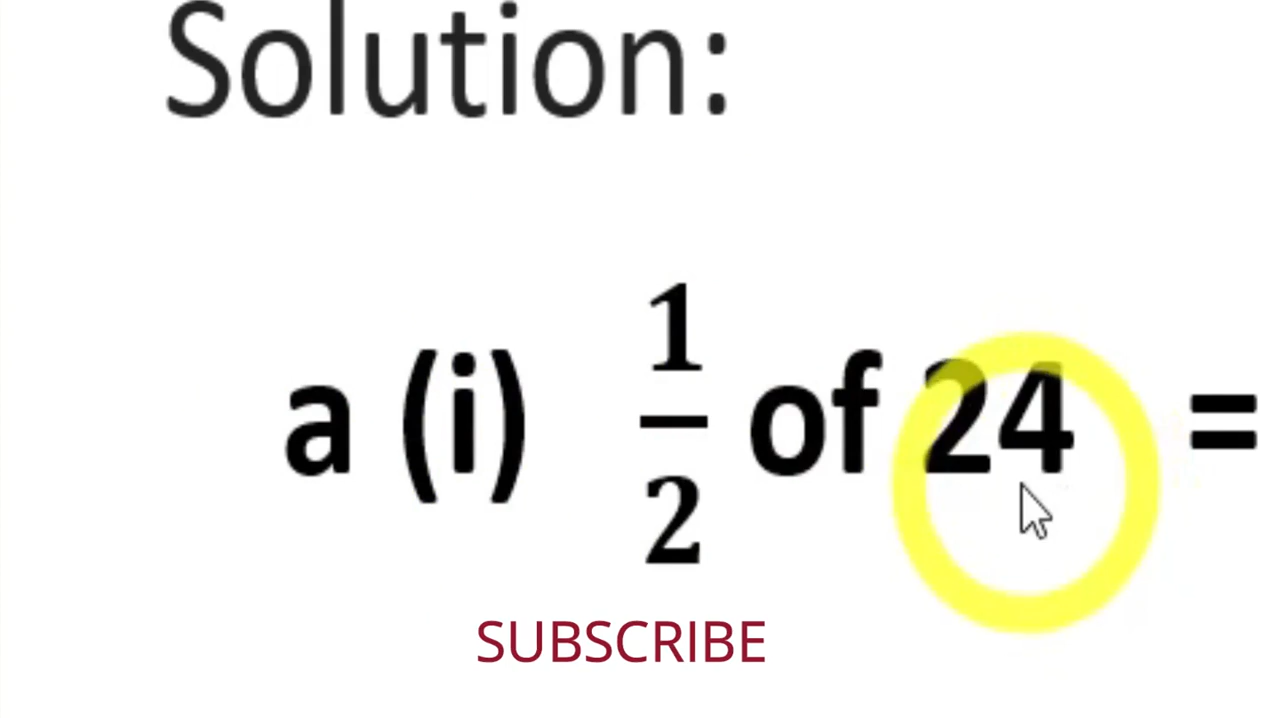 Solution:
a (i) 1/2 of 24 =
SUBSCRIBE